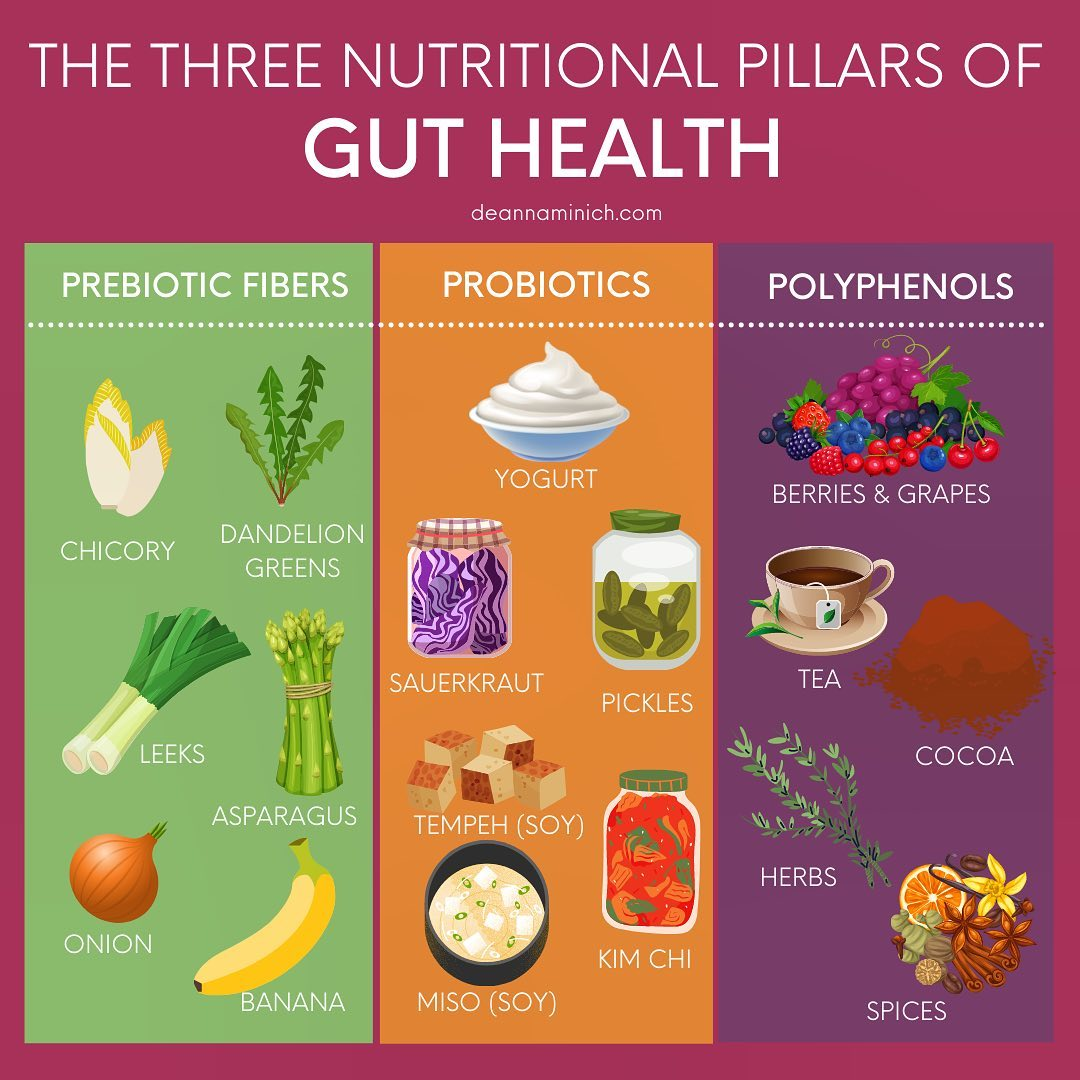 THE THREE NUTRITIONAL PILLARS OF
GUT HEALTH
deannaminich.com
PREBIOTIC FIBERS
CHICORY
DANDELION
GREENS
LEEKS
ASPARAGUS
ONION
BANANA
PROBIOTICS
YOGURT
SAUERKRAUT
PICKLES
TEMPEH (SOY)
KIM CHI
MISO (SOY)
POLYPHENOLS
BERRIES & GRAPES
TEA
COCOA
HERBS
SPICES